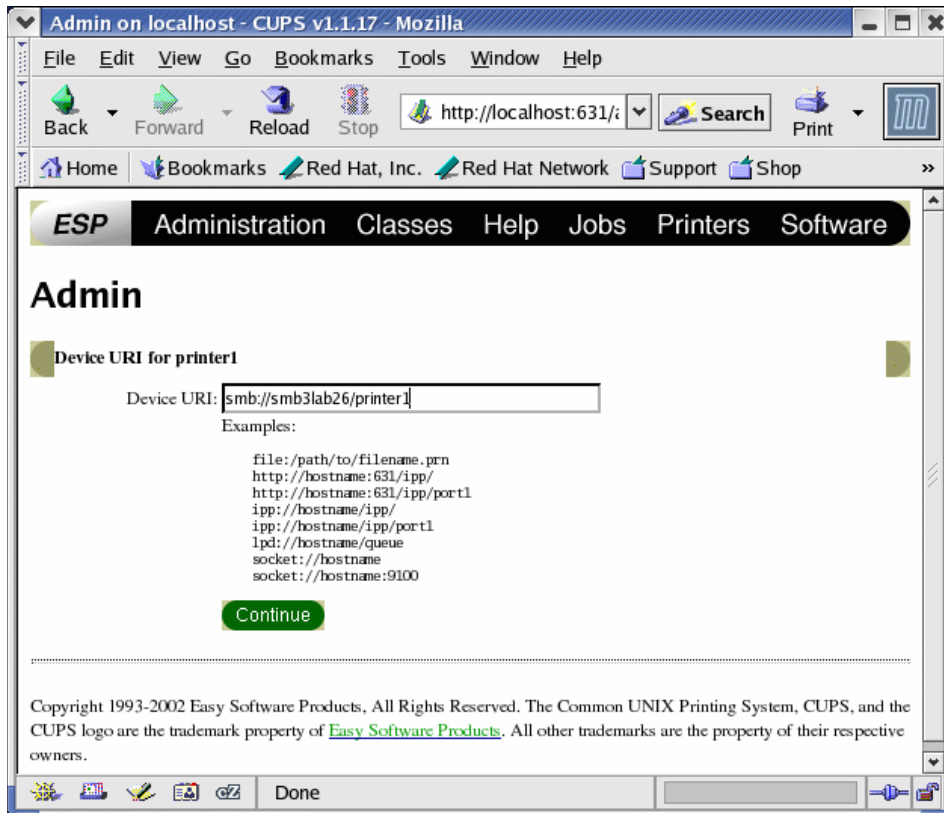 Admin on localhost - CUPS v1.1.17 - Mozilla
File Edit View Go Bookmarks Tools Window Help
Back Forward Reload Stop http://localhost:631/a Search Print
Home Bookmarks Red Hat, Inc. Red Hat Network Support Shop »
ESP Administration Classes Help Jobs Printers Software
Admin
Device URI for printer1
Device URI: smb://smb3lab26/printer1
Examples:
file:/path/to/filename.prn
http://hostname:631/ipp/
http://hostname:631/ipp/port1
ipp://hostname/ipp/
ipp://hostname/ipp/port1
lpd://hostname/queue
socket://hostname
socket://hostname:9100
Continue
Copyright 1993-2002 Easy Software Products, All Rights Reserved. The Common UNIX Printing System, CUPS, and the
CUPS logo are the trademark property of Easy Software Products. All other trademarks are the property of their respective
owners.
Done